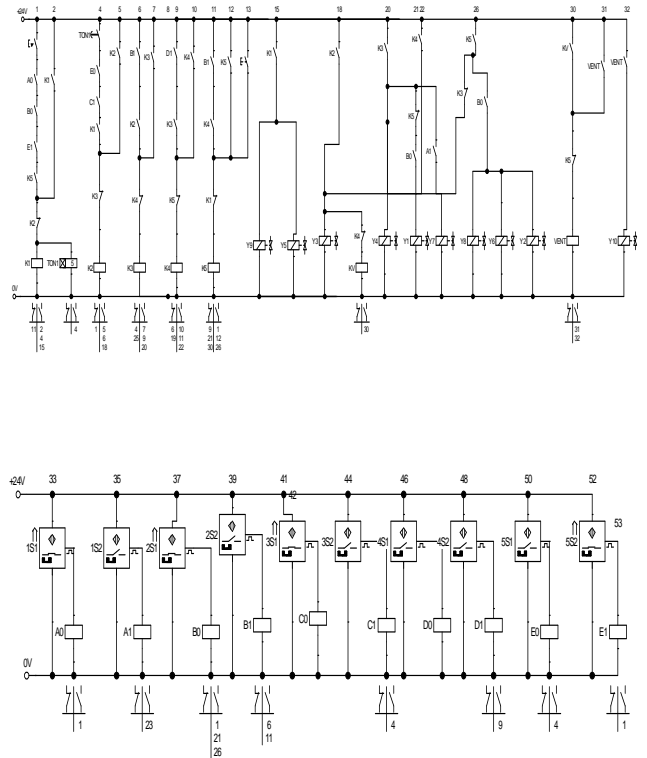 1 2 4 5 6 7 8 9 10 11 12 13 15 18 20 21 22 26 30 31 32
+24V
TON1 K2 B1 K3 D1 K4 B1 K5 K1 K2 K3 K4 K5 KV VENT VENT
A0 K1 E0
B0 C1 K3 B0
E1 K1 K2 K3 K4 K5
K5 B0 A1 K5
K2 K3 K4 K5 K1
K4
Y9 Y5 Y3 Y4 Y1 Y7 Y8 Y6 Y2 VENT Y10
K1 TON1 5 K2 K3 K4 K5 KV
0V
11 2 4 1 5 4 7 6 10 9 1 30 31
4 6 25 9 19 11 21 12 32
15 18 20 22 30 26
33 35 37 39 41 44 46 48 50 52
+24V
42
53
1S1 1S2 2S1 2S2 3S1 3S2 4S1 4S2 5S1 5S2
A0 A1 B0 B1 C0 C1 D0 D1 E0 E1
0V
1 23 1 6 4 9 4 1
21 11
26